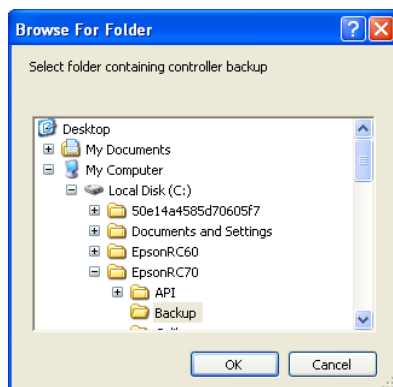 Browse For Folder
Select folder containing controller backup
Desktop
My Documents
My Computer
Local Disk (C:)
50e14a4585d70605f7
Documents and Settings
EpsonRC60
EpsonRC70
API
Backup
OK Cancel